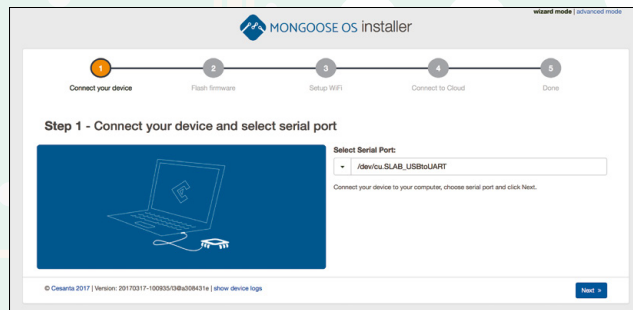 wizard mode | advanced mode
MONGOOSE OS installer
1 2 3 4 5
Connect your device Flash firmware Setup WiFi Connect to Cloud Done
Step 1 - Connect your device and select serial port
Select Serial Port:
/dev/cu.SLAB_USBtoUART
Connect your device to your computer, choose serial port and click Next.
© Cesanta 2017 | Version: 20170317-100935/l3@a308431e | show device logs
Next »